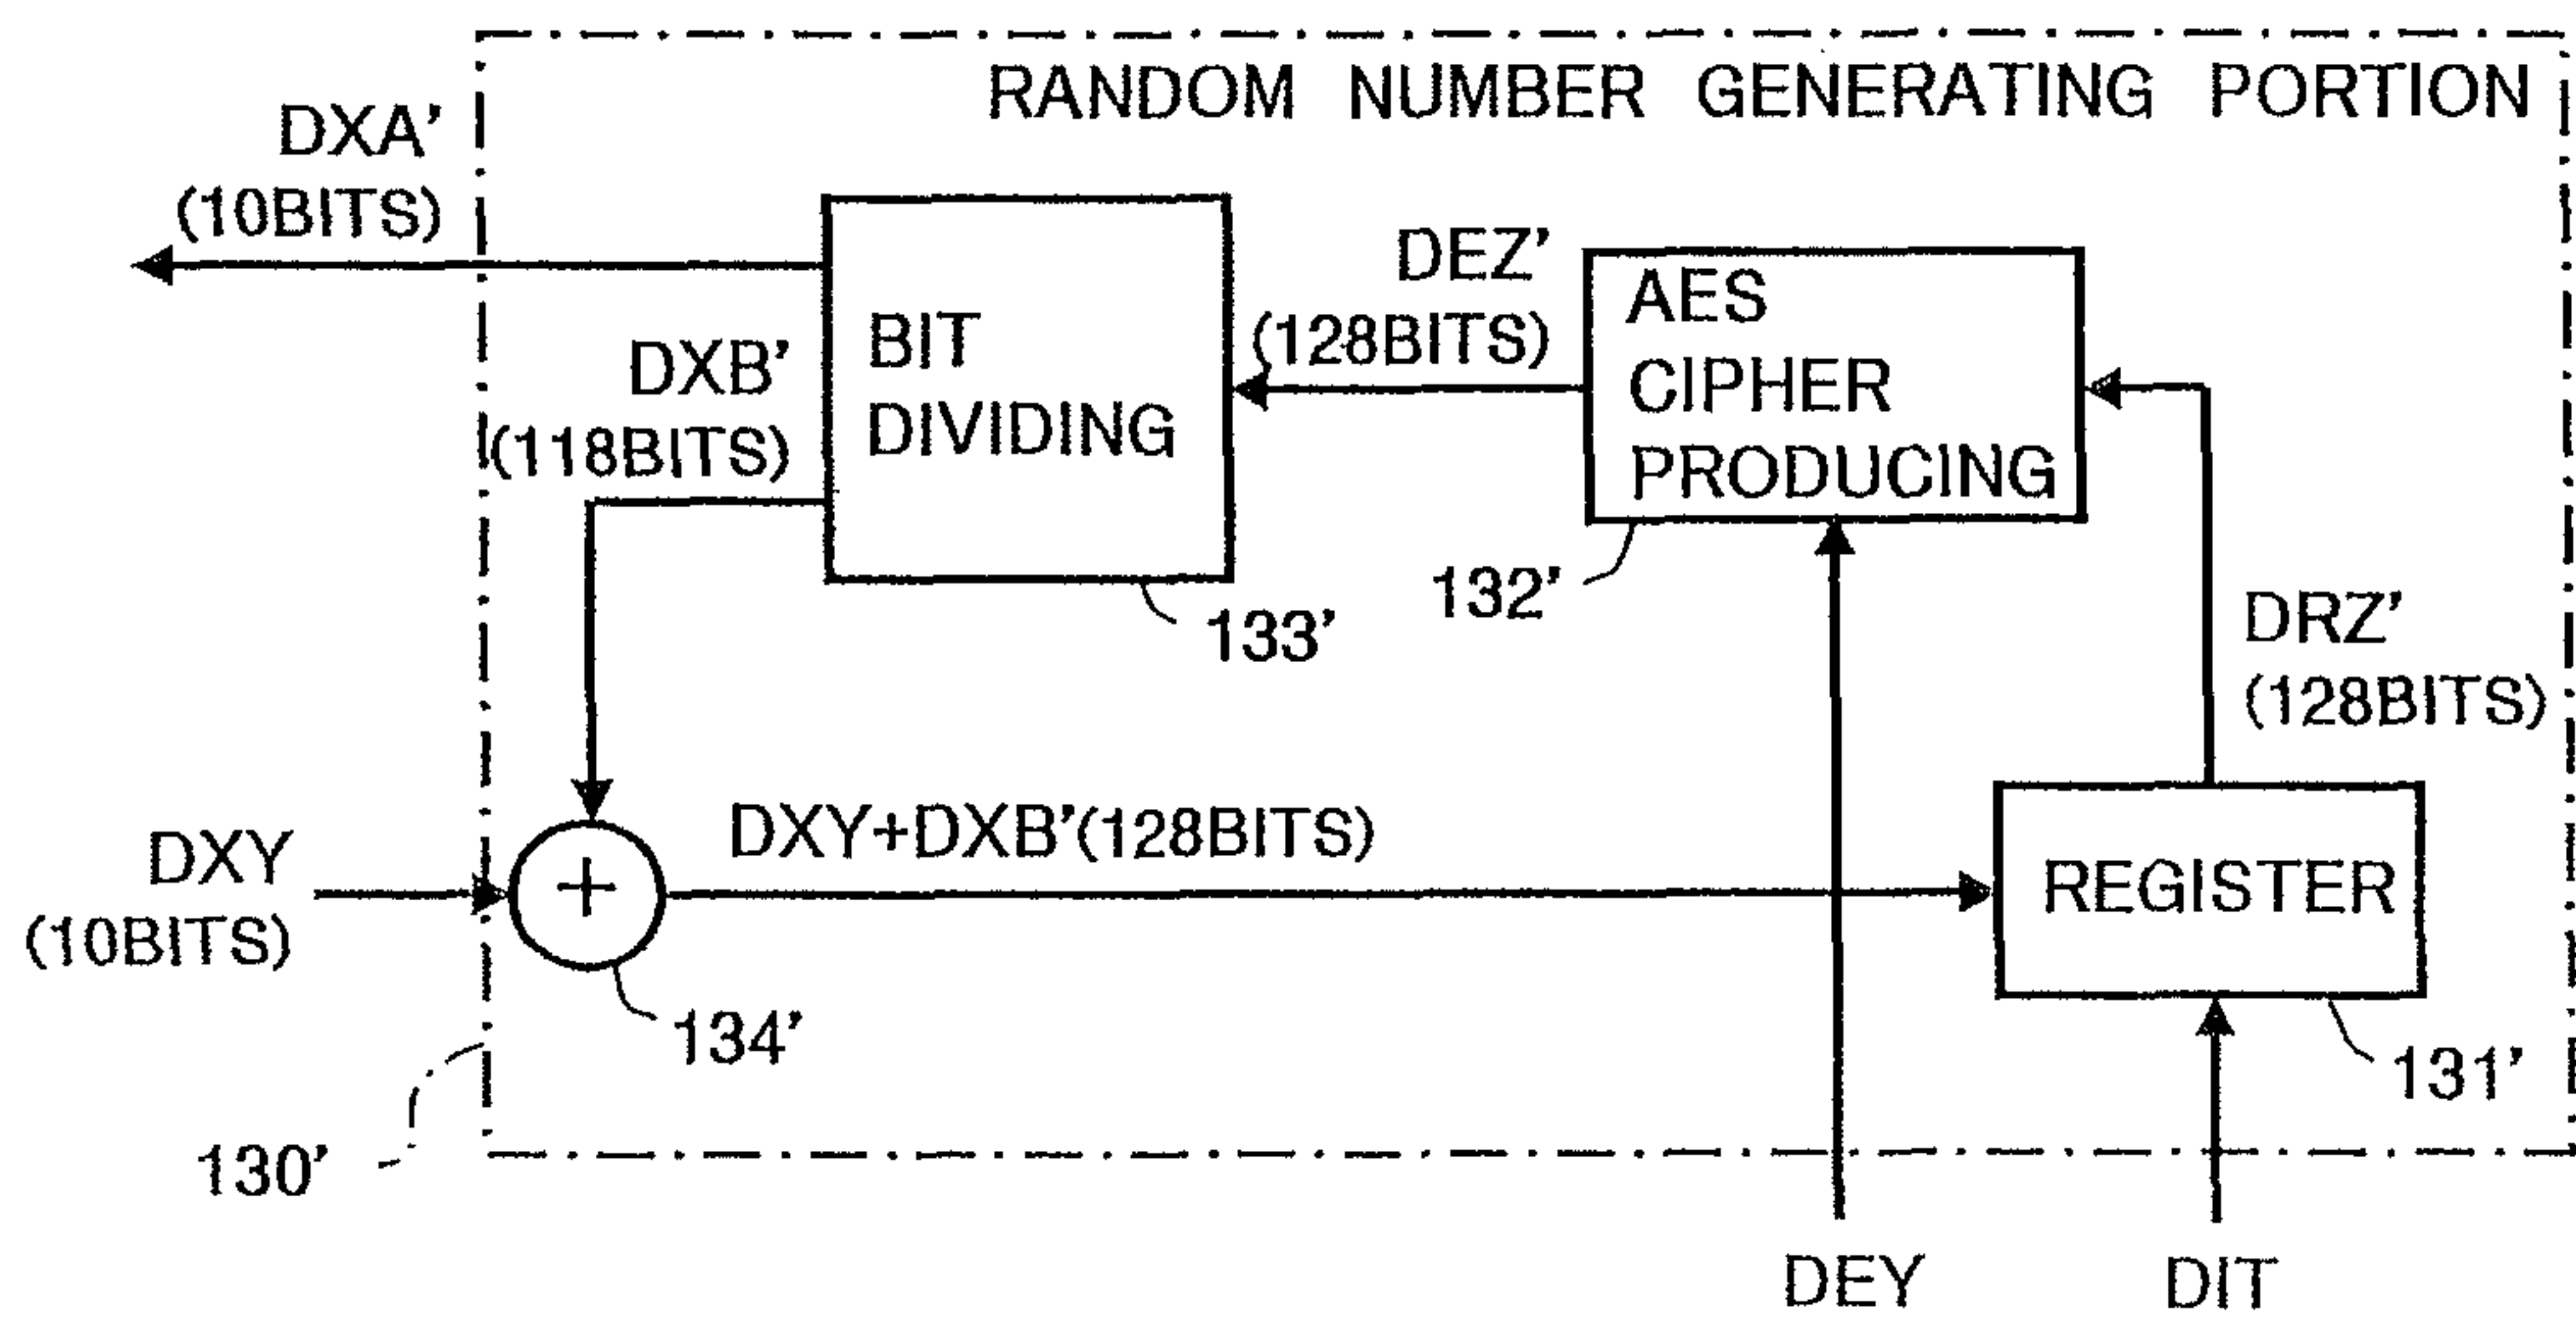 RANDOM NUMBER GENERATING PORTION
DXA'
(10BITS)
DXB'
(118BITS)
BIT
DIVIDING
133'
DEZ'
(128BITS)
AES
CIPHER
PRODUCING
132'
DRZ'
(128BITS)
DXY
(10BITS)
+
134'
DXY+DXB'(128BITS)
REGISTER
131'
130'
DEY
DIT